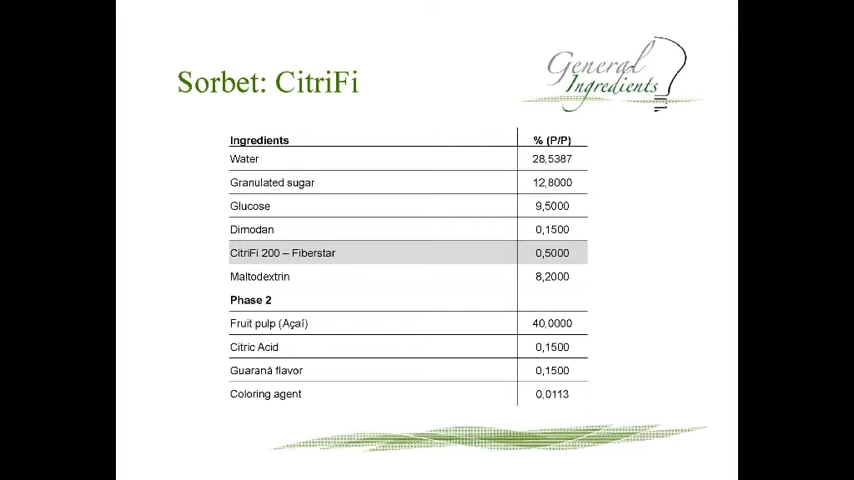 Sorbet: CitriFi
General
Ingredients
Ingredients % (P/P)
Water 28,5387
Granulated sugar 12,8000
Glucose 9,5000
Dimodan 0,1500
CitriFi 200 – Fiberstar 0,5000
Maltodextrin 8,2000
Phase 2
Fruit pulp (Açaí) 40,0000
Citric Acid 0,1500
Guaraná flavor 0,1500
Coloring agent 0,0113